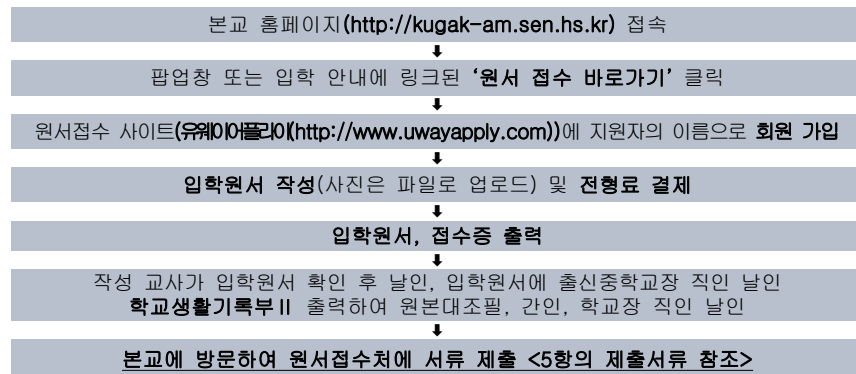 본교 홈페이지(http://kugak-am.sen.hs.kr) 접속
⬇
팝업창 또는 입학 안내에 링크된 ‘원서 접수 바로가기’ 클릭
⬇
원서접수 사이트(유웨이어플라이(http://www.uwayapply.com))에 지원자의 이름으로 회원 가입
⬇
입학원서 작성(사진은 파일로 업로드) 및 전형료 결제
⬇
입학원서, 접수증 출력
⬇
작성 교사가 입학원서 확인 후 날인, 입학원서에 출신중학교장 직인 날인
학교생활기록부Ⅱ 출력하여 원본대조필, 간인, 학교장 직인 날인
⬇
본교에 방문하여 원서접수처에 서류 제출 <5항의 제출서류 참조>